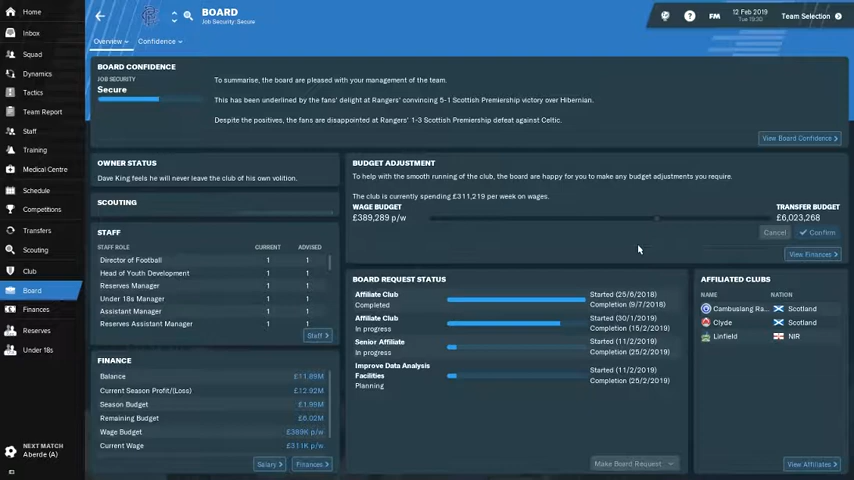 Home
Inbox
Squad
Dynamics
Tactics
Team Report
Staff
Training
Medical Centre
Schedule
Competitions
Transfers
Scouting
Club
Board
Finances
Reserves
Under 18s
NEXT MATCH
Aberde (A)
BOARD
Job Security: Secure
FM
12 Feb 2019
Tue 19:30
Team Selection
Overview
Confidence
BOARD CONFIDENCE
JOB SECURITY
Secure
To summarise, the board are pleased with your management of the team.
This has been underlined by the fans' delight at Rangers' convincing 5-1 Scottish Premiership victory over Hibernian.
Despite the positives, the fans are disappointed at Rangers' 1-3 Scottish Premiership defeat against Celtic.
View Board Confidence >
OWNER STATUS
Dave King feels he will never leave the club of his own volition.
SCOUTING
STAFF
STAFF ROLE CURRENT ADVISED
Director of Football 1 1
Head of Youth Development 1 1
Reserves Manager 1 1
Under 18s Manager 1 1
Assistant Manager 1 1
Reserves Assistant Manager 1 1
Staff >
FINANCE
Balance £11.89M
Current Season Profit/(Loss) £12.92M
Season Budget £1.99M
Remaining Budget £6.02M
Wage Budget £389K p/w
Current Wage £311K p/w
Salary >
Finances >
BUDGET ADJUSTMENT
To help with the smooth running of the club, the board are happy for you to make any budget adjustments you require.
The club is currently spending £311,219 per week on wages.
WAGE BUDGET
£389,289 p/w
TRANSFER BUDGET
£6,023,268
Cancel
Confirm
View Finances >
BOARD REQUEST STATUS
Affiliate Club
Completed
Started (25/6/2018)
Completion (9/7/2018)
Affiliate Club
In progress
Started (30/1/2019)
Completion (15/2/2019)
Senior Affiliate
In progress
Started (11/2/2019)
Completion (25/2/2019)
Improve Data Analysis
Facilities
Planning
Started (11/2/2019)
Completion (25/2/2019)
Make Board Request
AFFILIATED CLUBS
NAME NATION
Cambuslang Ra... Scotland
Clyde Scotland
Linfield NIR
View Affiliates >